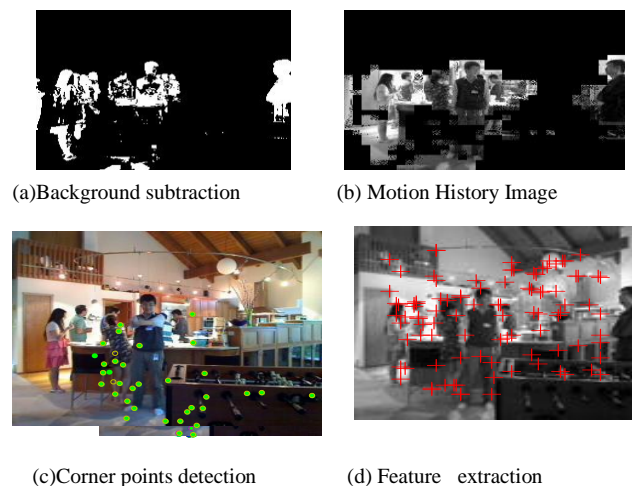 (a)Background subtraction
(b) Motion History Image
(c)Corner points detection
(d) Feature extraction